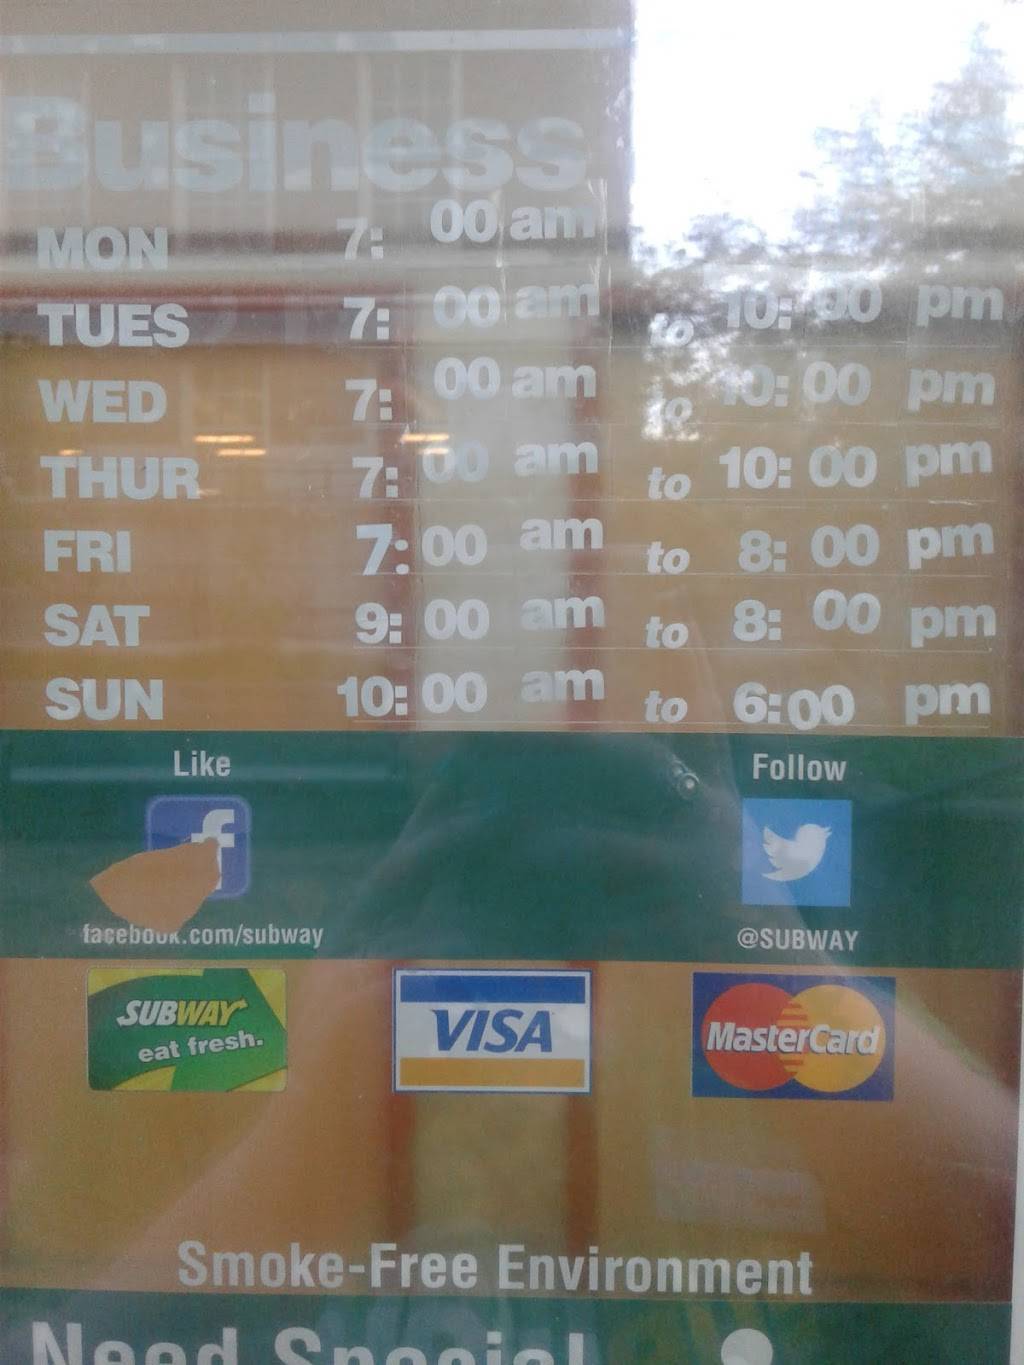 Business
MON 7:00 am
TUES 7:00 am to 10:00 pm
WED 7:00 am to 10:00 pm
THUR 7:00 am to 10:00 pm
FRI 7:00 am to 8:00 pm
SAT 9:00 am to 8:00 pm
SUN 10:00 am to 6:00 pm
Like Follow
f
facebook.com/subway @SUBWAY
SUBWAY
eat fresh.
VISA
MasterCard
Smoke-Free Environment
Need Special